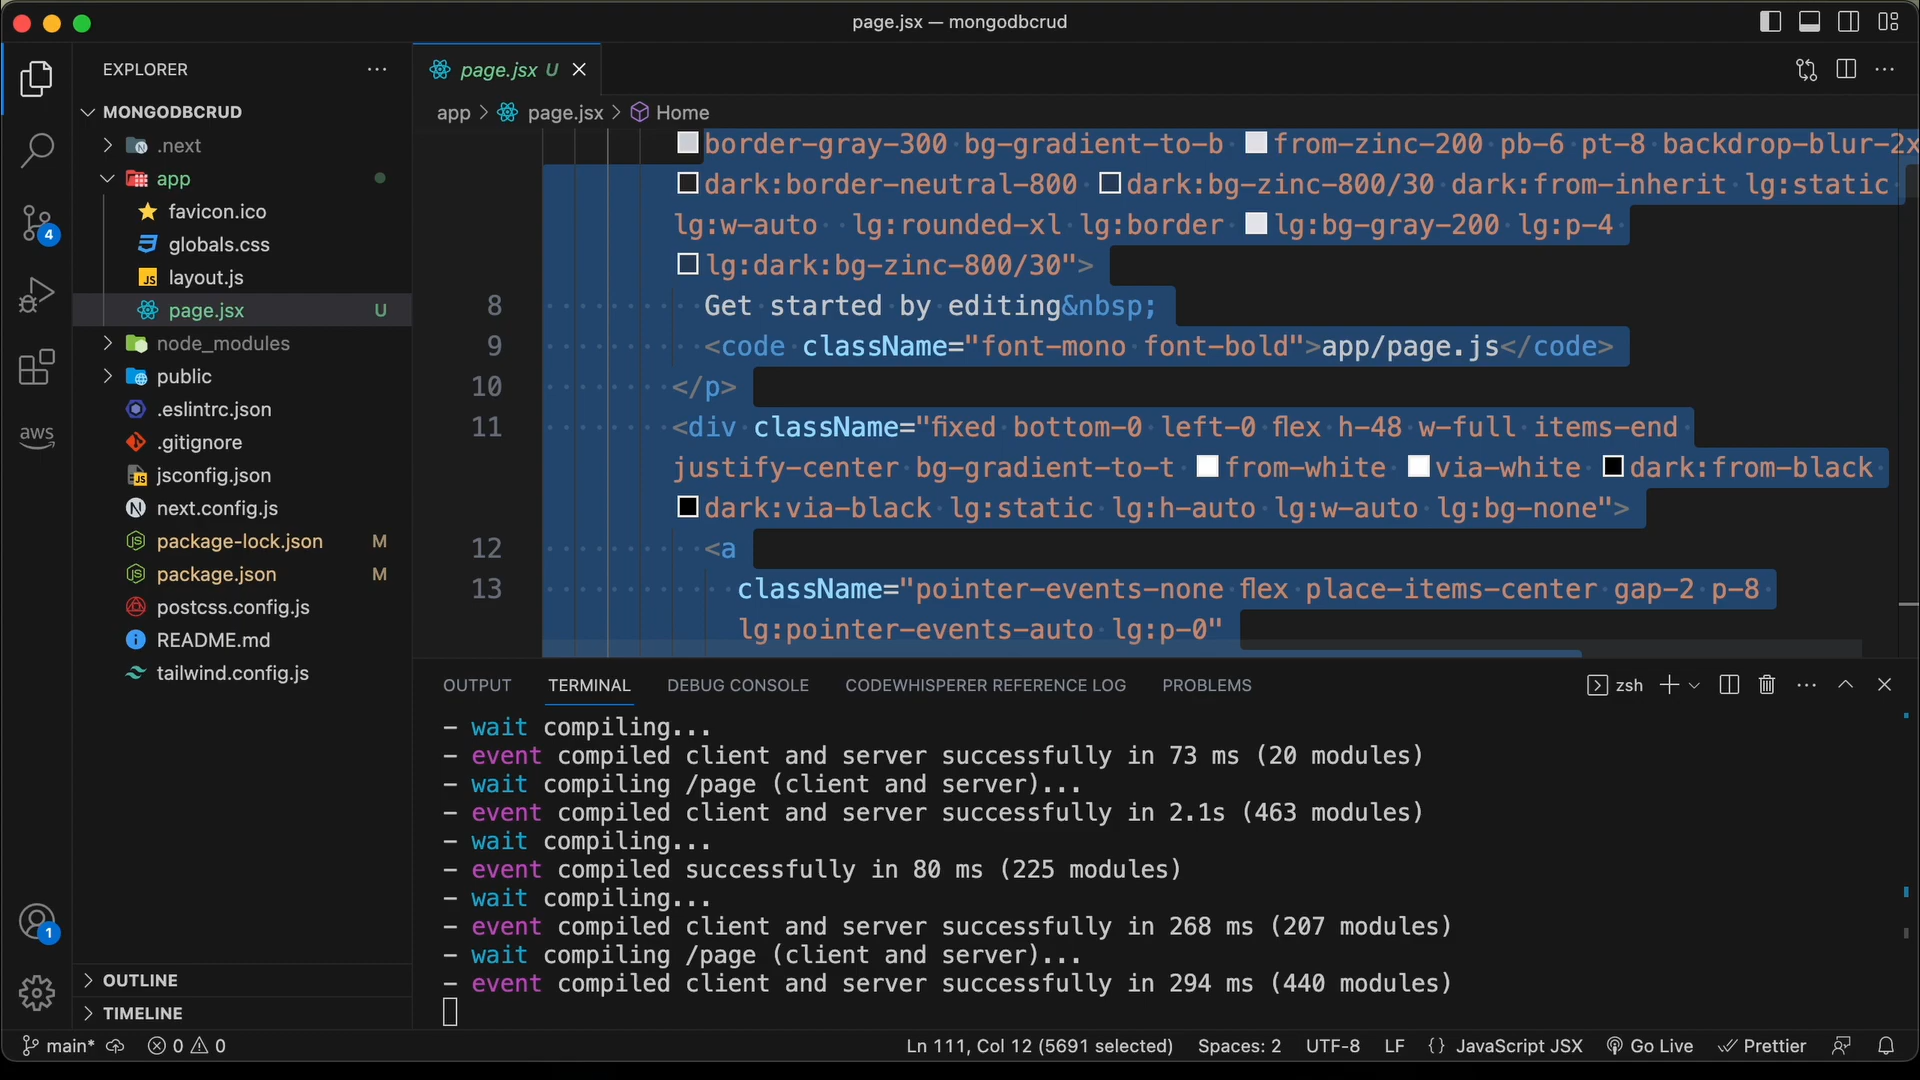 page.jsx — mongodbcrud
EXPLORER
MONGODBCRUD
.next
app
favicon.ico
globals.css
layout.js
page.jsx U
node_modules
public
.eslintrc.json
.gitignore
jsconfig.json
next.config.js
package-lock.json M
package.json M
postcss.config.js
README.md
tailwind.config.js
OUTLINE
TIMELINE
4
aws
1
page.jsx U
app > page.jsx > Home
border-gray-300 bg-gradient-to-b from-zinc-200 pb-6 pt-8 backdrop-blur-2x
dark:border-neutral-800 dark:bg-zinc-800/30 dark:from-inherit lg:static
lg:w-auto  lg:rounded-xl lg:border lg:bg-gray-200 lg:p-4
lg:dark:bg-zinc-800/30">
8 Get started by editing&nbsp;
9 <code className="font-mono font-bold">app/page.js</code>
10 </p>
11 <div className="fixed bottom-0 left-0 flex h-48 w-full items-end
justify-center bg-gradient-to-t from-white via-white dark:from-black
dark:via-black lg:static lg:h-auto lg:w-auto lg:bg-none">
12 <a
13 className="pointer-events-none flex place-items-center gap-2 p-8
lg:pointer-events-auto lg:p-0"
OUTPUT TERMINAL DEBUG CONSOLE CODEWHISPERER REFERENCE LOG PROBLEMS zsh
- wait compiling...
- event compiled client and server successfully in 73 ms (20 modules)
- wait compiling /page (client and server)...
- event compiled client and server successfully in 2.1s (463 modules)
- wait compiling...
- event compiled successfully in 80 ms (225 modules)
- wait compiling...
- event compiled client and server successfully in 268 ms (207 modules)
- wait compiling /page (client and server)...
- event compiled client and server successfully in 294 ms (440 modules)
main* 0 0 Ln 111, Col 12 (5691 selected) Spaces: 2 UTF-8 LF {} JavaScript JSX Go Live Prettier